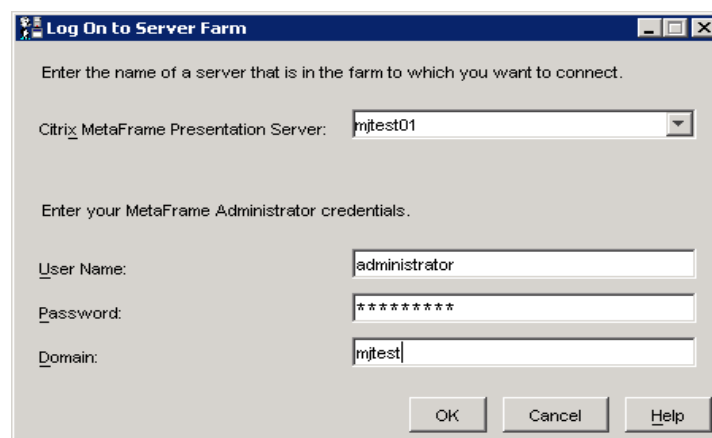 Log On to Server Farm
Enter the name of a server that is in the farm to which you want to connect.
Citrix MetaFrame Presentation Server: mjtest01
Enter your MetaFrame Administrator credentials.
User Name: administrator
Password: *********
Domain: mjtest
OK Cancel Help